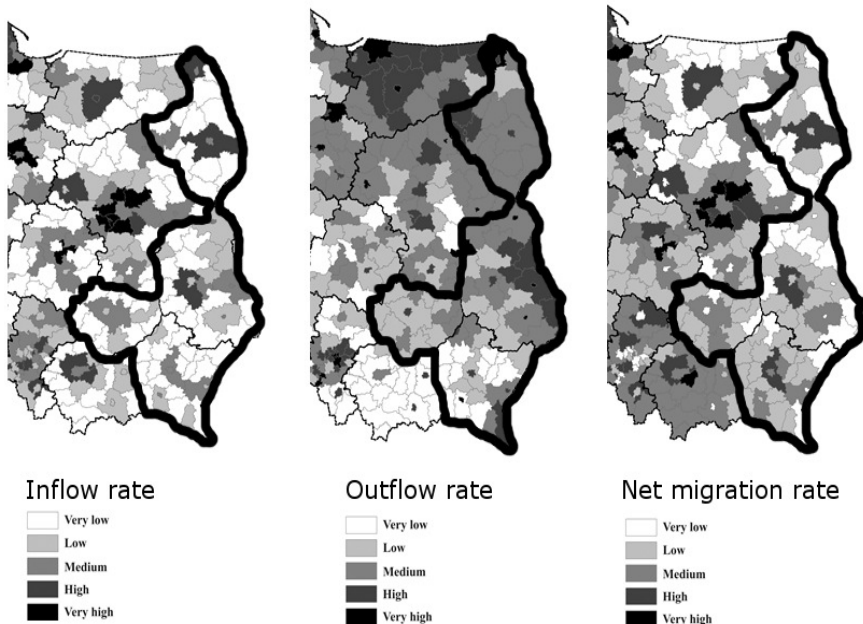 Inflow rate
Very low
Low
Medium
High
Very high
Outflow rate
Very low
Low
Medium
High
Very high
Net migration rate
Very low
Low
Medium
High
Very high